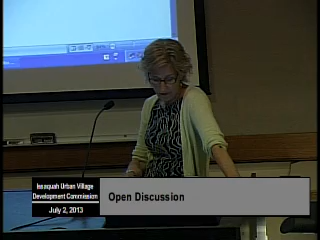 Issaquah Urban Village
Development Commission
July 2, 2013
Open Discussion